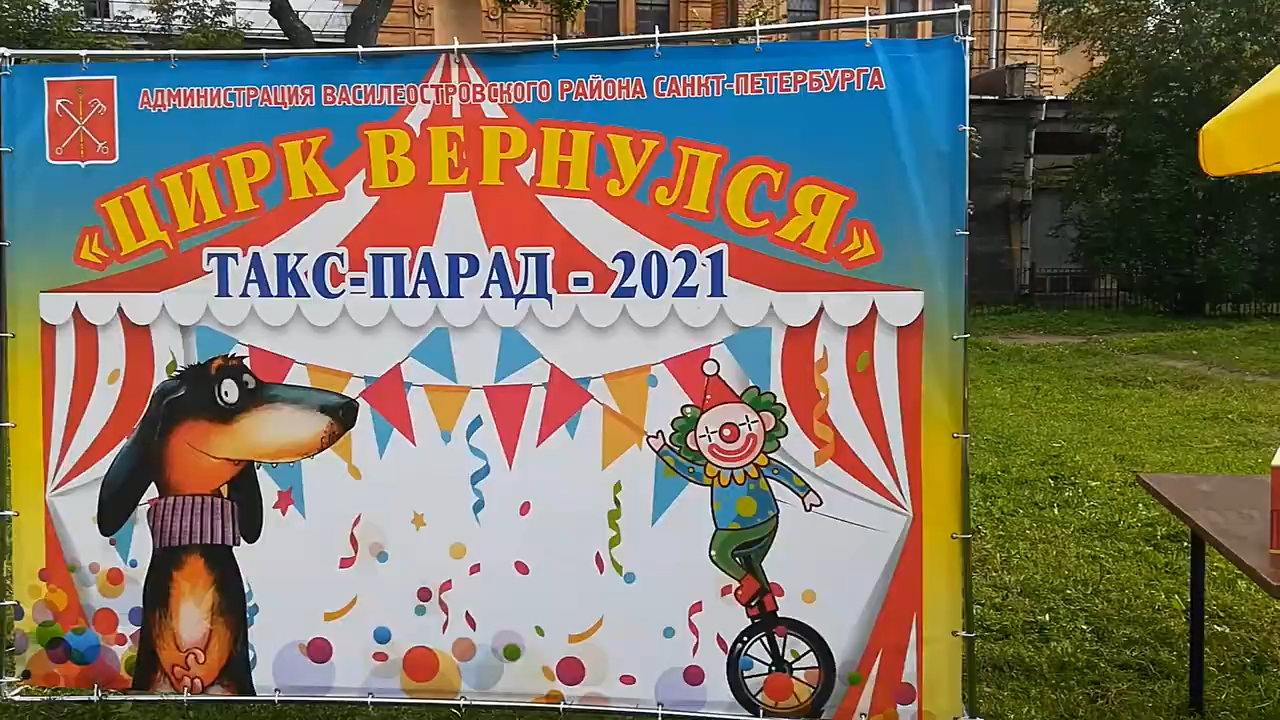 АДМИНИСТРАЦИЯ ВАСИЛЕОСТРОВСКОГО РАЙОНА САНКТ-ПЕТЕРБУРГА
«ЦИРК ВЕРНУЛСЯ»
ТАКС-ПАРАД - 2021